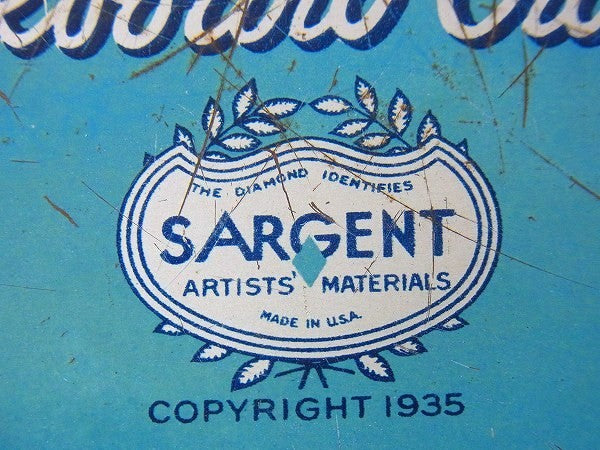 THE DIAMOND IDENTIFIES
SARGENT
ARTISTS' MATERIALS
MADE IN U.S.A.
COPYRIGHT 1935